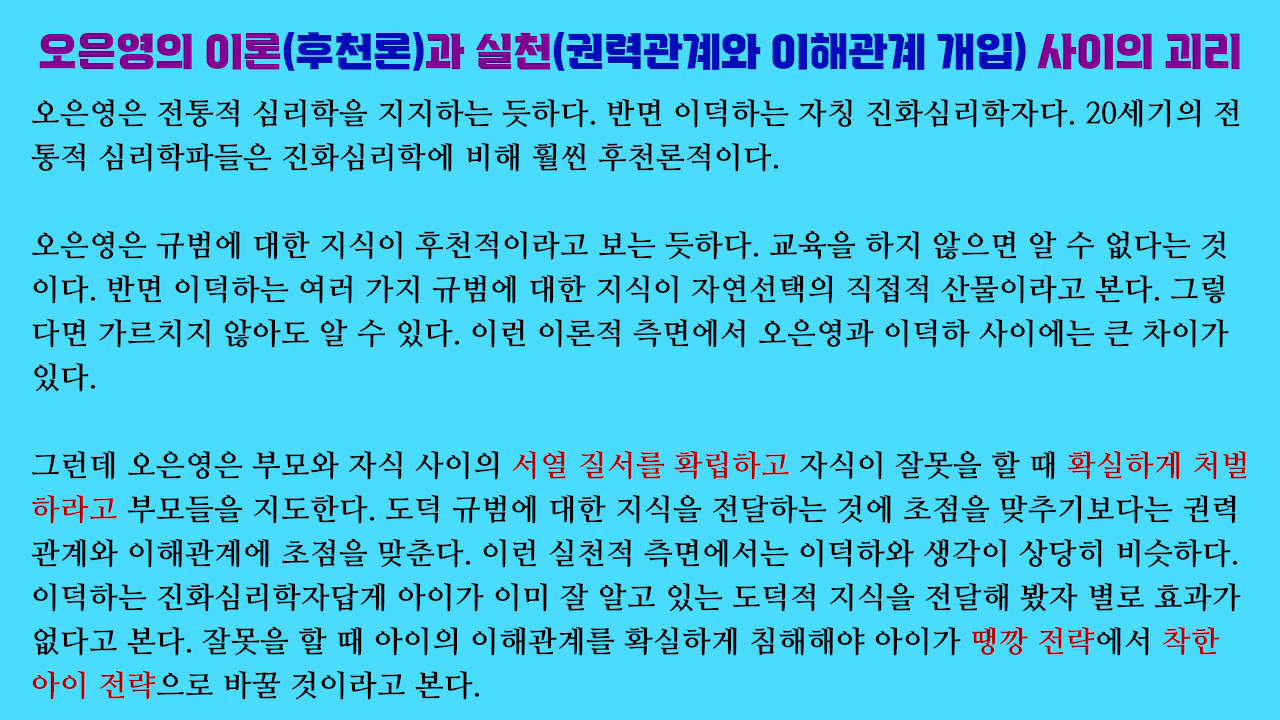 오은영의 이론(후천론)과 실천(권력관계와 이해관계 개입) 사이의 괴리
오은영은 전통적 심리학을 지지하는 듯하다. 반면 이덕하는 자칭 진화심리학자다. 20세기의 전
통적 심리학파들은 진화심리학에 비해 훨씬 후천론적이다.
오은영은 규범에 대한 지식이 후천적이라고 보는 듯하다. 교육을 하지 않으면 알 수 없다는 것
이다. 반면 이덕하는 여러 가지 규범에 대한 지식이 자연선택의 직접적 산물이라고 본다. 그렇
다면 가르치지 않아도 알 수 있다. 이런 이론적 측면에서 오은영과 이덕하 사이에는 큰 차이가
있다.
그런데 오은영은 부모와 자식 사이의 서열 질서를 확립하고 자식이 잘못을 할 때 확실하게 처벌
하라고 부모들을 지도한다. 도덕 규범에 대한 지식을 전달하는 것에 초점을 맞추기보다는 권력
관계와 이해관계에 초점을 맞춘다. 이런 실천적 측면에서는 이덕하와 생각이 상당히 비슷하다.
이덕하는 진화심리학자답게 아이가 이미 잘 알고 있는 도덕적 지식을 전달해 봤자 별로 효과가
없다고 본다. 잘못을 할 때 아이의 이해관계를 확실하게 침해해야 아이가 땡깡 전략에서 착한
아이 전략으로 바꿀 것이라고 본다.